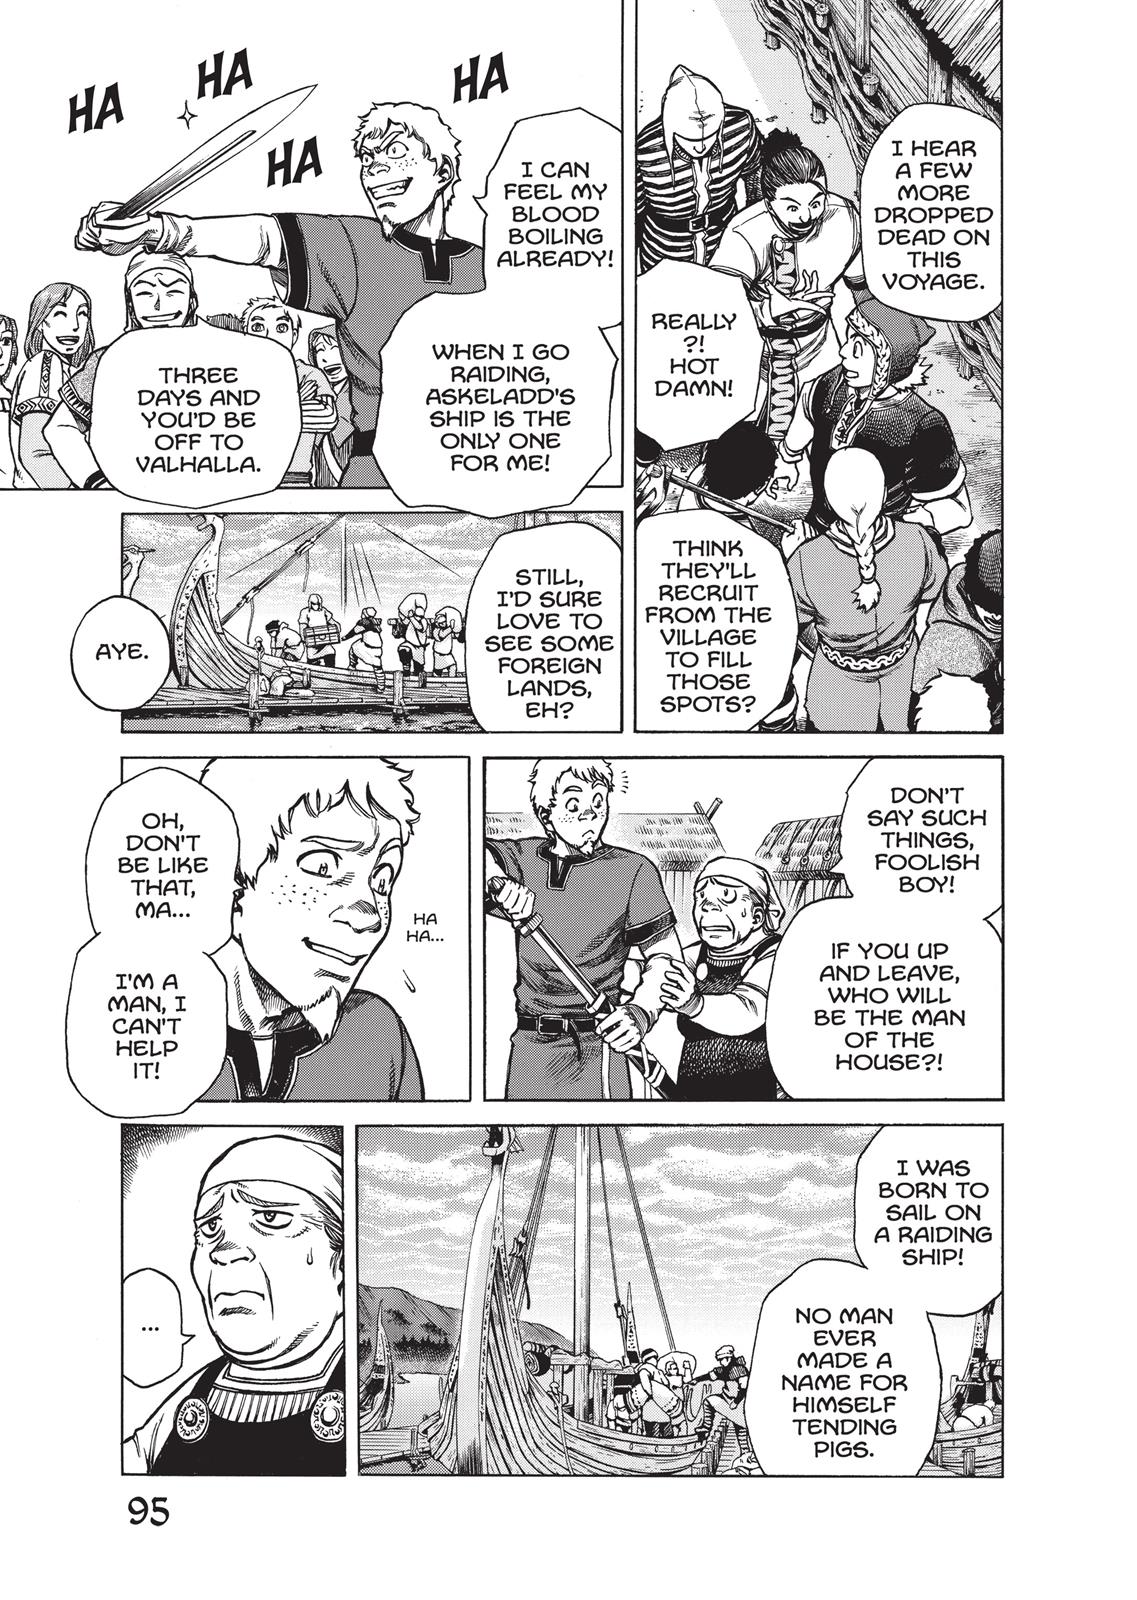 I HEAR
A FEW
MORE
DROPPED
DEAD ON
THIS
VOYAGE.
REALLY
?!
HOT
DAMN!
THINK
THEY'LL
RECRUIT
FROM THE
VILLAGE
TO FILL
THOSE
SPOTS?
HA
HA
HA
HA
I CAN
FEEL MY
BLOOD
BOILING
ALREADY!
WHEN I GO
RAIDING,
ASKELADD'S
SHIP IS THE
ONLY ONE
FOR ME!
THREE
DAYS AND
YOU'D BE
OFF TO
VALHALLA.
STILL,
I'D SURE
LOVE TO
SEE SOME
FOREIGN
LANDS,
EH?
AYE.
DON'T
SAY SUCH
THINGS,
FOOLISH
BOY!
IF YOU UP
AND LEAVE,
WHO WILL
BE THE MAN
OF THE
HOUSE?!
OH,
DON'T
BE LIKE
THAT,
MA...
HA
HA...
I'M A
MAN, I
CAN'T
HELP
IT!
I WAS
BORN TO
SAIL ON
A RAIDING
SHIP!
NO MAN
EVER
MADE A
NAME FOR
HIMSELF
TENDING
PIGS.
...
95